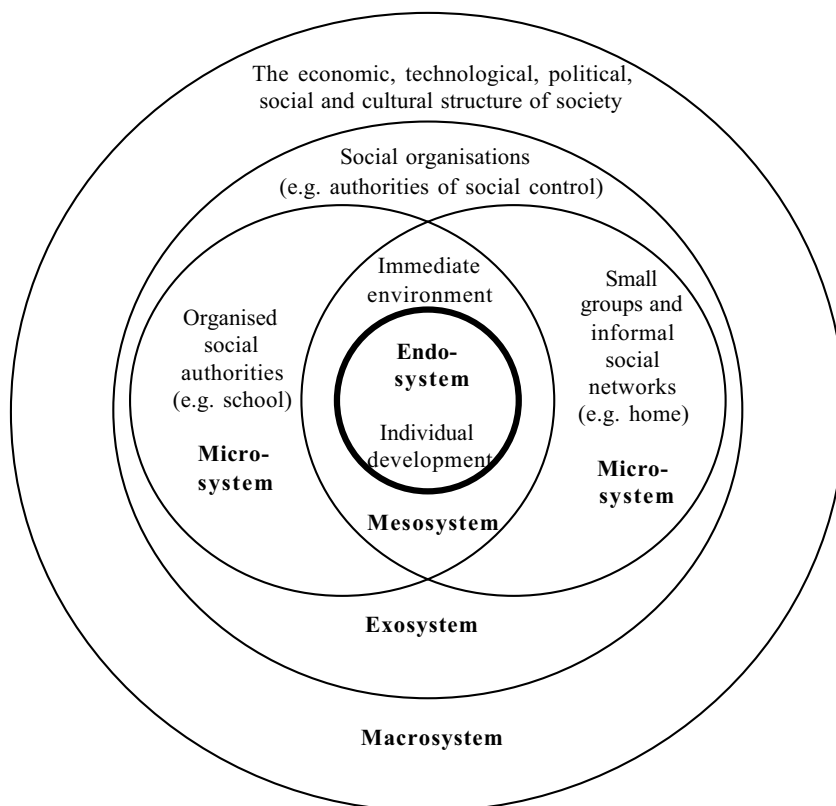 The economic, technological, political,
social and cultural structure of society
Social organisations
(e.g. authorities of social control)
Immediate
environment
Organised
social
authorities
(e.g. school)
Micro-
system
Endo-
system
Individual
development
Mesosystem
Small
groups and
informal
social
networks
(e.g. home)
Micro-
system
Exosystem
Macrosystem